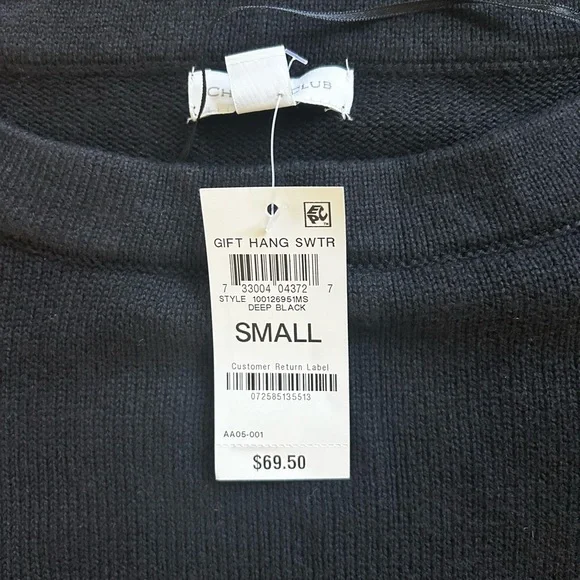 CH CLUB
EPC
GIFT HANG SWTR
7 33004 04372 7
STYLE 100126951MS
DEEP BLACK
SMALL
Customer Return Label
072585135513
AA05-001
$69.50